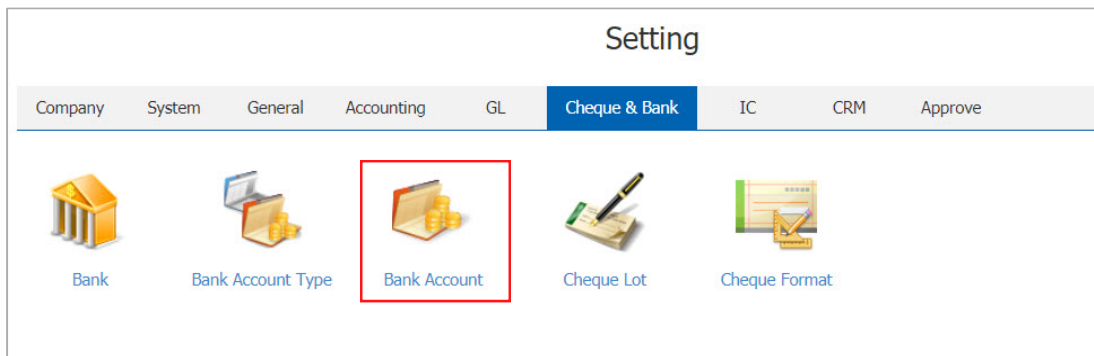 Setting
Company System General Accounting GL Cheque & Bank IC CRM Approve
Bank Bank Account Type Bank Account Cheque Lot Cheque Format